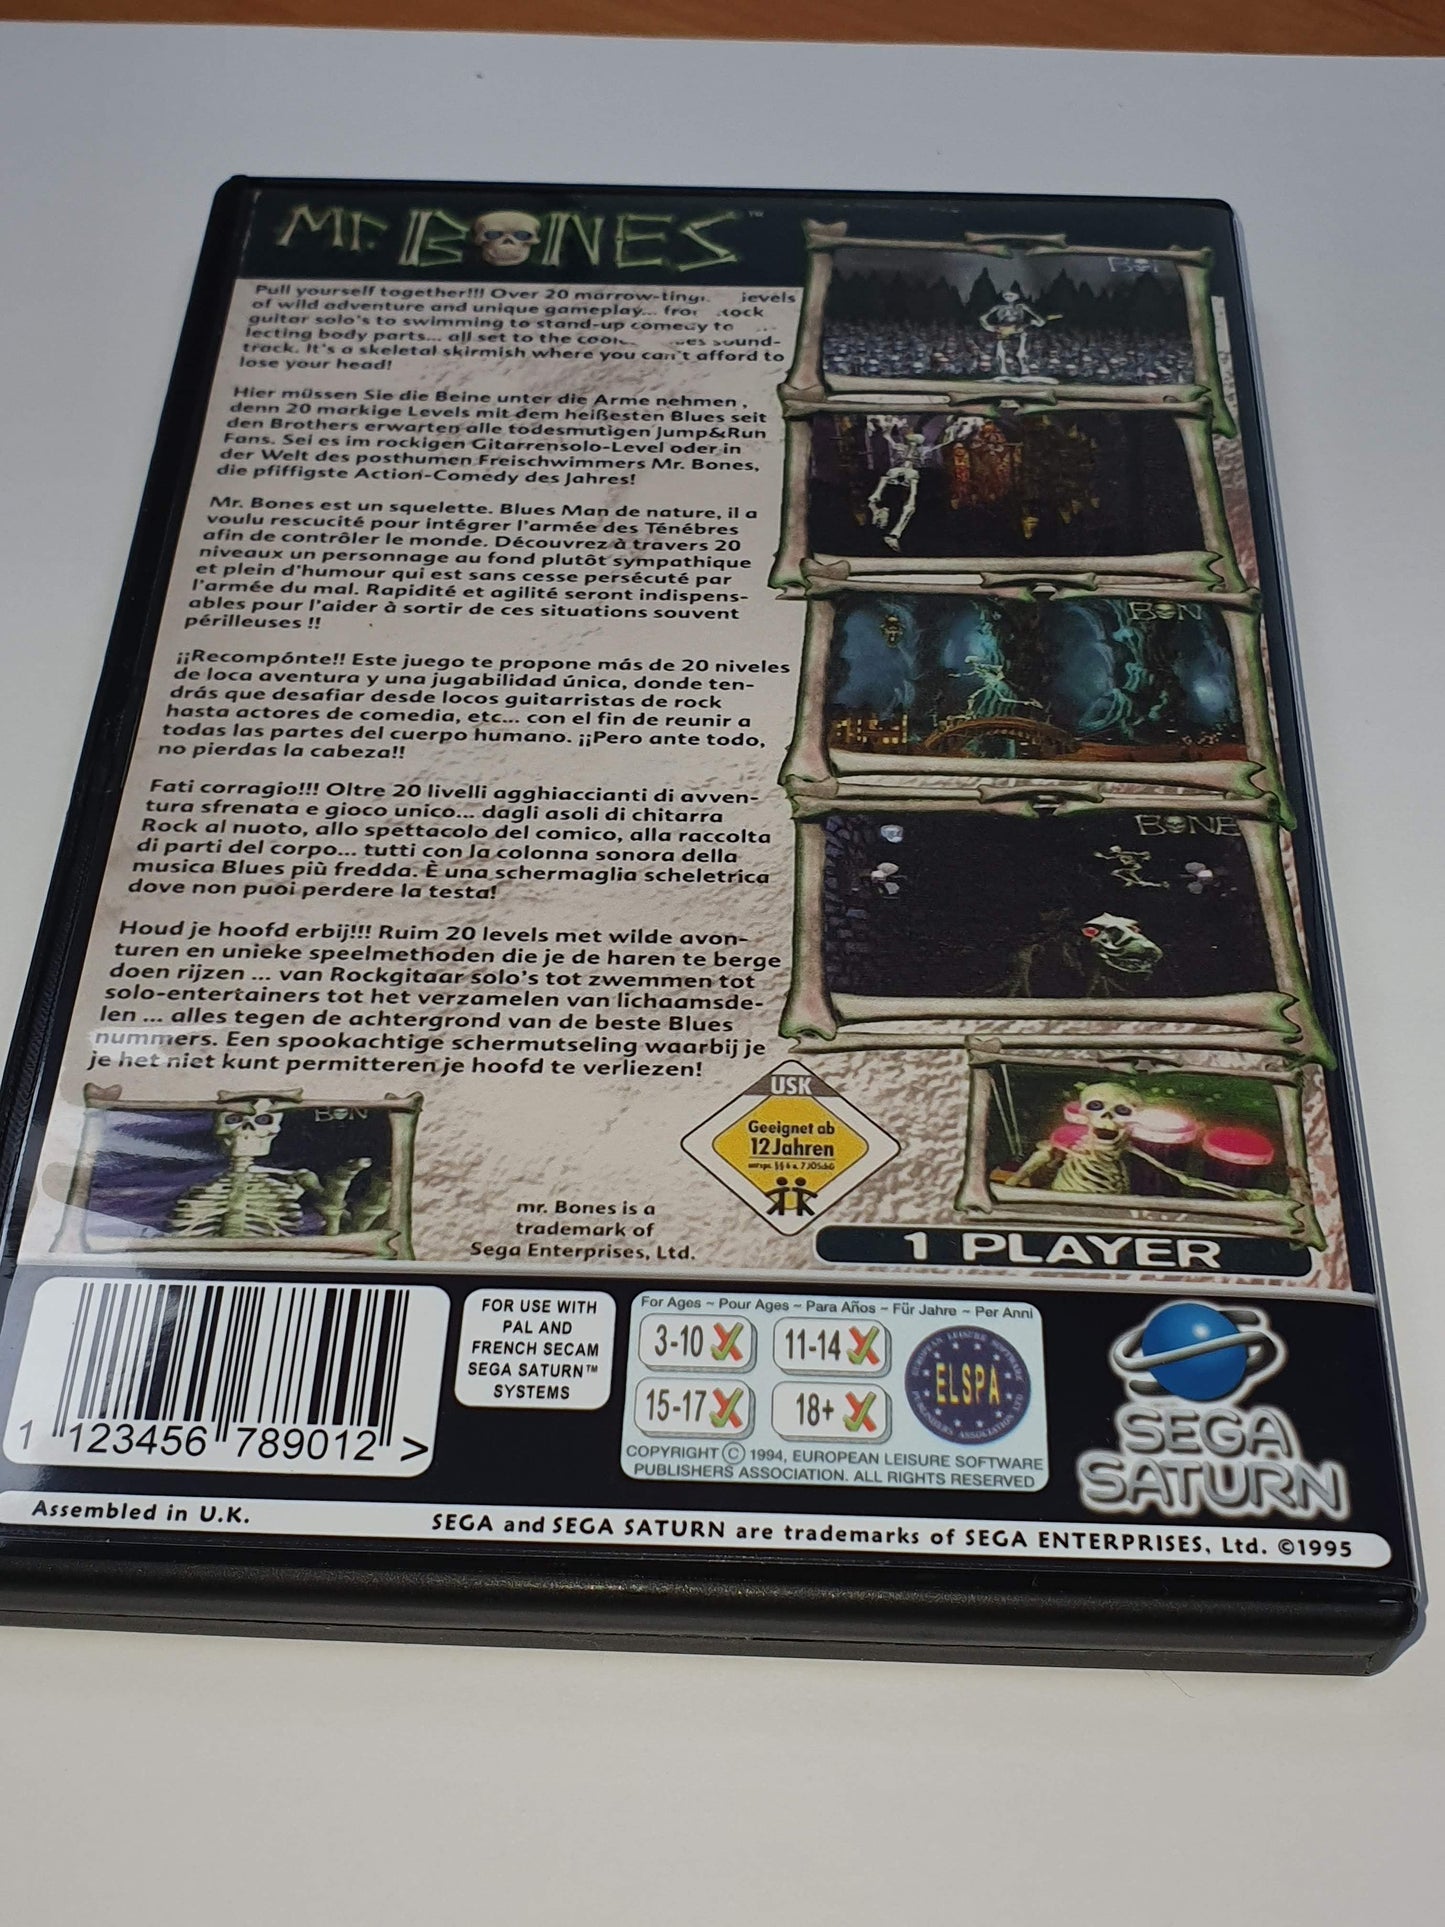 Mr. BONES™
Pull yourself together!!! Over 20 marrow-ting levels
of wild adventure and unique gameplay... from rock
guitar solo's to swimming to stand-up comedy to
lecting body parts... all set to the sound-
track. It's a skeletal skirmish where you can't afford to
lose your head!
Hier müssen Sie die Beine unter die Arme nehmen ,
denn 20 markige Levels mit dem heißesten Blues seit
den Brothers erwarten alle todesmutigen Jump&Run
Fans. Sei es im rockigen Gitarrensolo-Level oder in
der Welt des posthumen Freischwimmers Mr. Bones,
die pfiffigste Action-Comedy des Jahres!
Mr. Bones est un squelette. Blues Man de nature, il a
voulu rescucité pour intégrer l'armée des Ténébres
afin de contrôler le monde. Découvrez à travers 20
niveaux un personnage au fond plutôt sympathique
et plein d'humour qui est sans cesse persécuté par
l'armée du mal. Rapidité et agilité seront indispens-
ables pour l'aider à sortir de ces situations souvent
périlleuses !!
¡¡Recompónte!! Este juego te propone más de 20 niveles
de loca aventura y una jugabilidad única, donde ten-
drás que desafiar desde locos guitarristas de rock
hasta actores de comedia, etc... con el fin de reunir a
todas las partes del cuerpo humano. ¡¡Pero ante todo,
no pierdas la cabeza!!
Fati corragio!!! Oltre 20 livelli agghiaccianti di avven-
tura sfrenata e gioco unico... dagli asoli di chitarra
Rock al nuoto, allo spettacolo del comico, alla raccolta
di parti del corpo... tutti con la colonna sonora della
musica Blues più fredda. È una schermaglia scheletrica
dove non puoi perdere la testa!
Houd je hoofd erbij!!! Ruim 20 levels met wilde avon-
turen en unieke speelmethoden die je de haren te berge
doen rijzen ... van Rockgitaar solo's tot zwemmen tot
solo-entertainers tot het verzamelen van lichaamsde-
len ... alles tegen de achtergrond van de beste Blues
nummers. Een spookachtige schermutseling waarbij je
je het niet kunt permitteren je hoofd te verliezen!
BON
BONE
BON
USK
Geeignet ab
12 Jahren
mr. Bones is a
trademark of
Sega Enterprises, Ltd.
1 PLAYER
1 123456 789012 >
FOR USE WITH
PAL AND
FRENCH SECAM
SEGA SATURN™
SYSTEMS
For Ages ~ Pour Ages ~ Para Años ~ Für Jahre ~ Per Anni
3-10 11-14
15-17 18+
EUROPEAN LEISURE SOFTWARE
ELSPA
PUBLISHERS ASSOCIATION LTD
COPYRIGHT © 1994, EUROPEAN LEISURE SOFTWARE
PUBLISHERS ASSOCIATION. ALL RIGHTS RESERVED
SEGA
SATURN
Assembled in U.K.
SEGA and SEGA SATURN are trademarks of SEGA ENTERPRISES, Ltd. ©1995